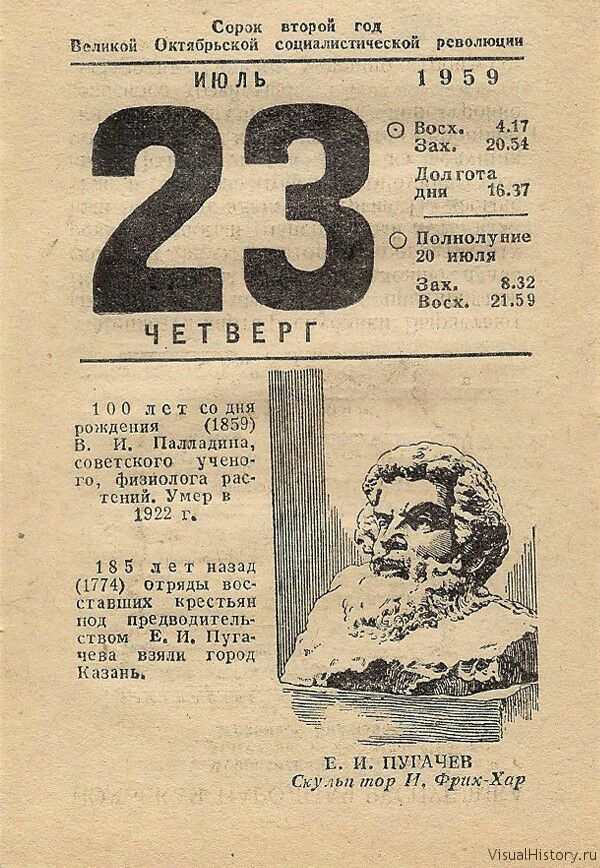 Сорок второй год
Великой Октябрьской социалистической революции
ИЮЛЬ 1959
23
Восх. 4.17
Зах. 20.54
Долгота
дня 16.37
Полнолуние
20 июля
Зах. 8.32
Восх. 21.59
ЧЕТВЕРГ
100 лет со дня
рождения (1859)
В. И. Палладина,
советского учено-
го, физиолога рас-
тений. Умер в
1922 г.
185 лет назад
(1774) отряды вос-
ставших крестьян
под предводитель-
ством Е. И. Пуга-
чева взяли город
Казань.
Е. И. ПУГАЧЕВ
Скульптор И. Фрих-Хар
VisualHistory.ru